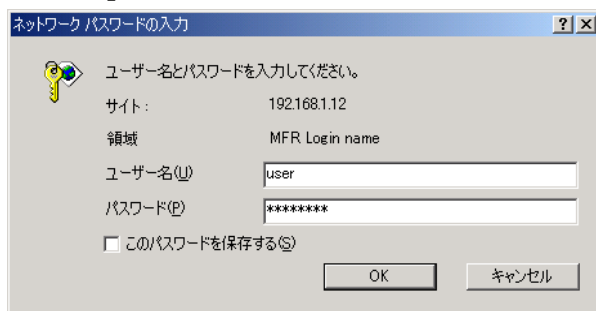 ネットワーク パスワードの入力
ユーザー名とパスワードを入力してください。
サイト: 192.168.1.12
領域 MFR Login name
ユーザー名(U) user
パスワード(P) ********
このパスワードを保存する(S)
OK キャンセル